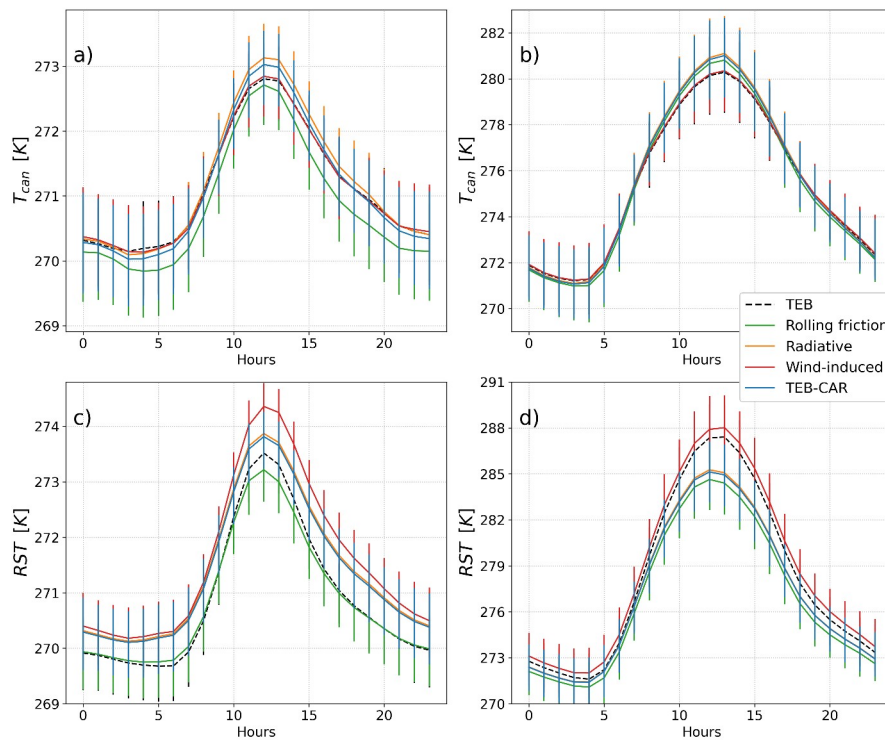 a)
T_can [K]
273
272
271
270
269
0 5 10 15 20
Hours
b)
T_can [K]
282
280
278
276
274
272
270
0 5
Hours
TEB
Rolling friction
Radiative
Wind-induced
TEB-CAR
c)
RST [K]
274
273
272
271
270
269
0 5 10 15 20
Hours
d)
RST [K]
291
288
285
282
279
276
273
270
0 5 10 15 20
Hours